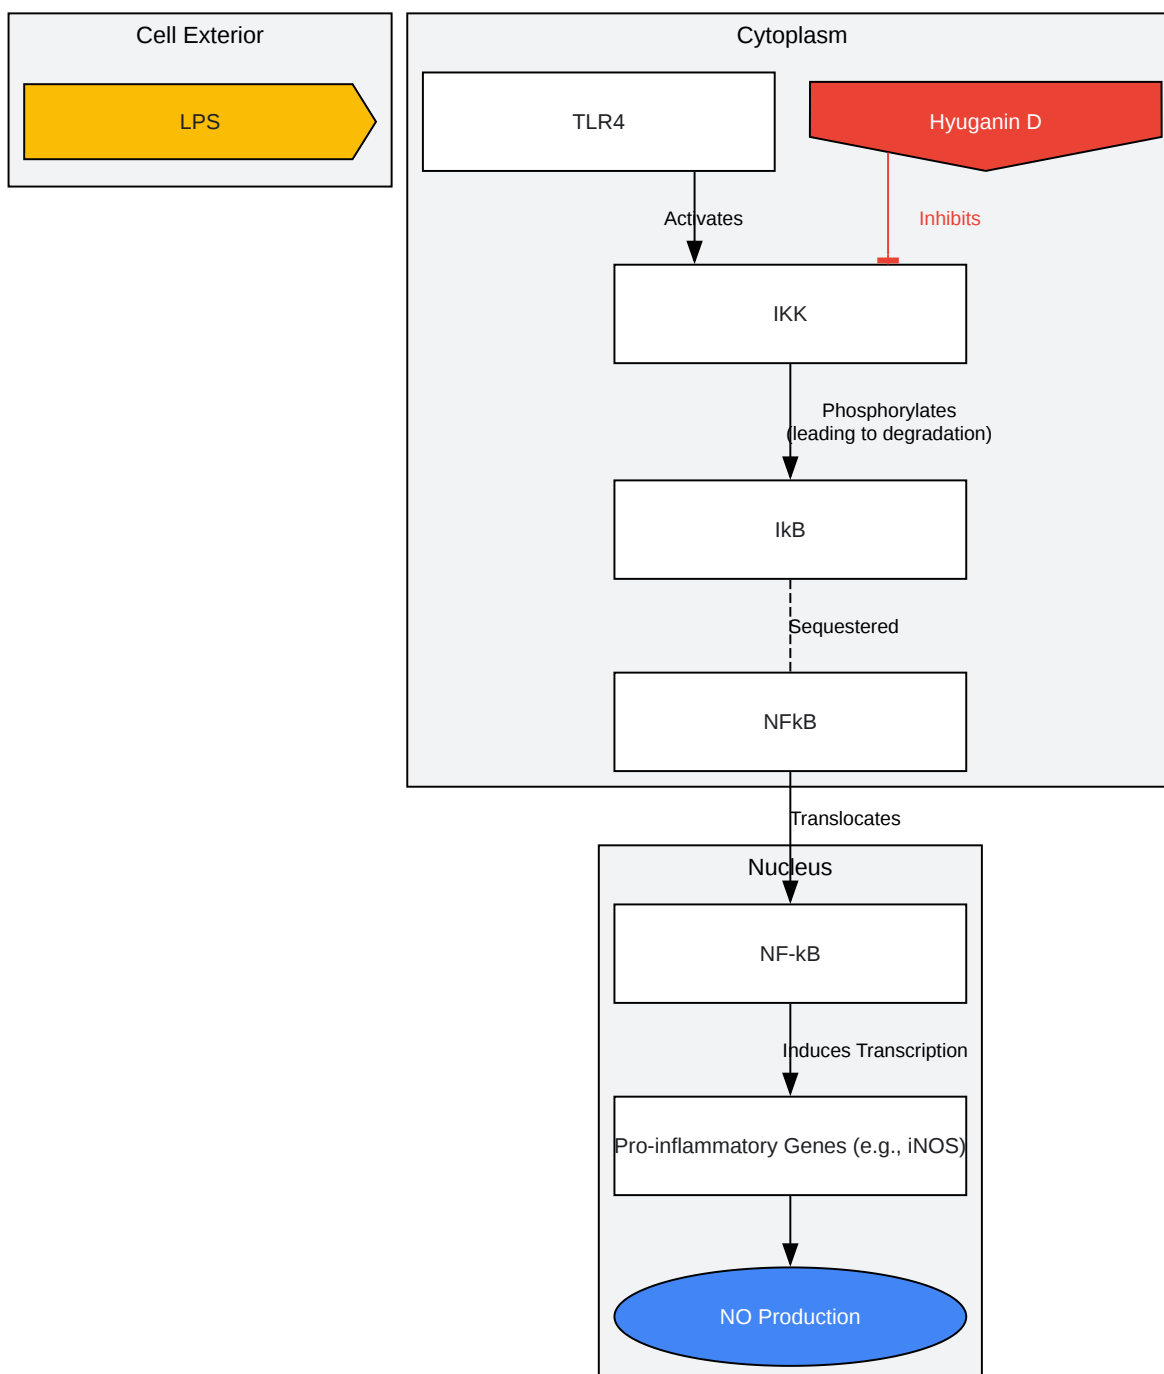 Cell Exterior
Cytoplasm
LPS
TLR4
Hyuganin D
Activates
Inhibits
IKK
Phosphorylates
(leading to degradation)
IkB
Sequestered
NFkB
Translocates
Nucleus
NF-kB
Induces Transcription
Pro-inflammatory Genes (e.g., iNOS)
NO Production